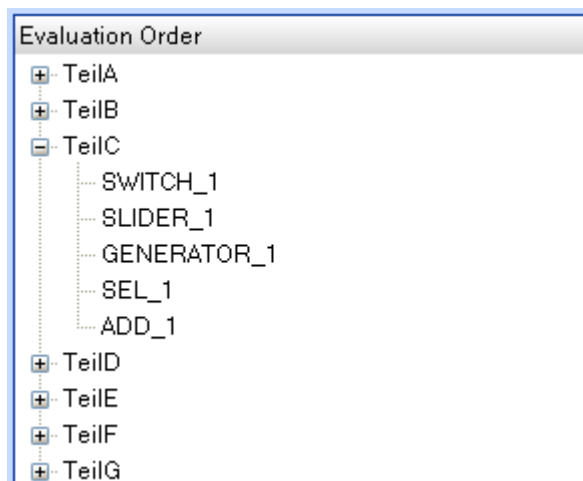 Evaluation Order
TeilA
TeilB
TeilC
SWITCH_1
SLIDER_1
GENERATOR_1
SEL_1
ADD_1
TeilD
TeilE
TeilF
TeilG